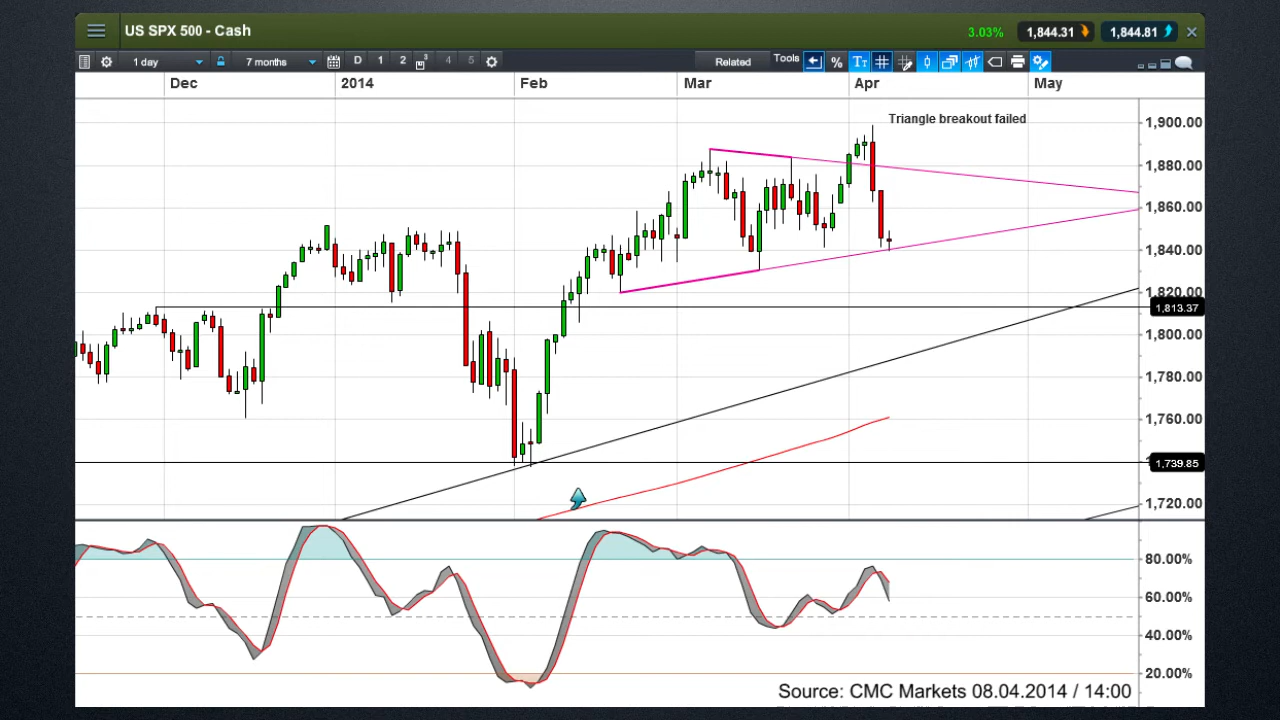 US SPX 500 - Cash
3.03% 1,844.31 1,844.81
1 day 7 months D 1 2 3 4 5 Related Tools %
Dec 2014 Feb Mar Apr May
Triangle breakout failed
1,900.00
1,880.00
1,860.00
1,840.00
1,820.00
1,813.37
1,800.00
1,780.00
1,760.00
1,739.85
1,720.00
80.00%
60.00%
40.00%
20.00%
Source: CMC Markets 08.04.2014 / 14:00